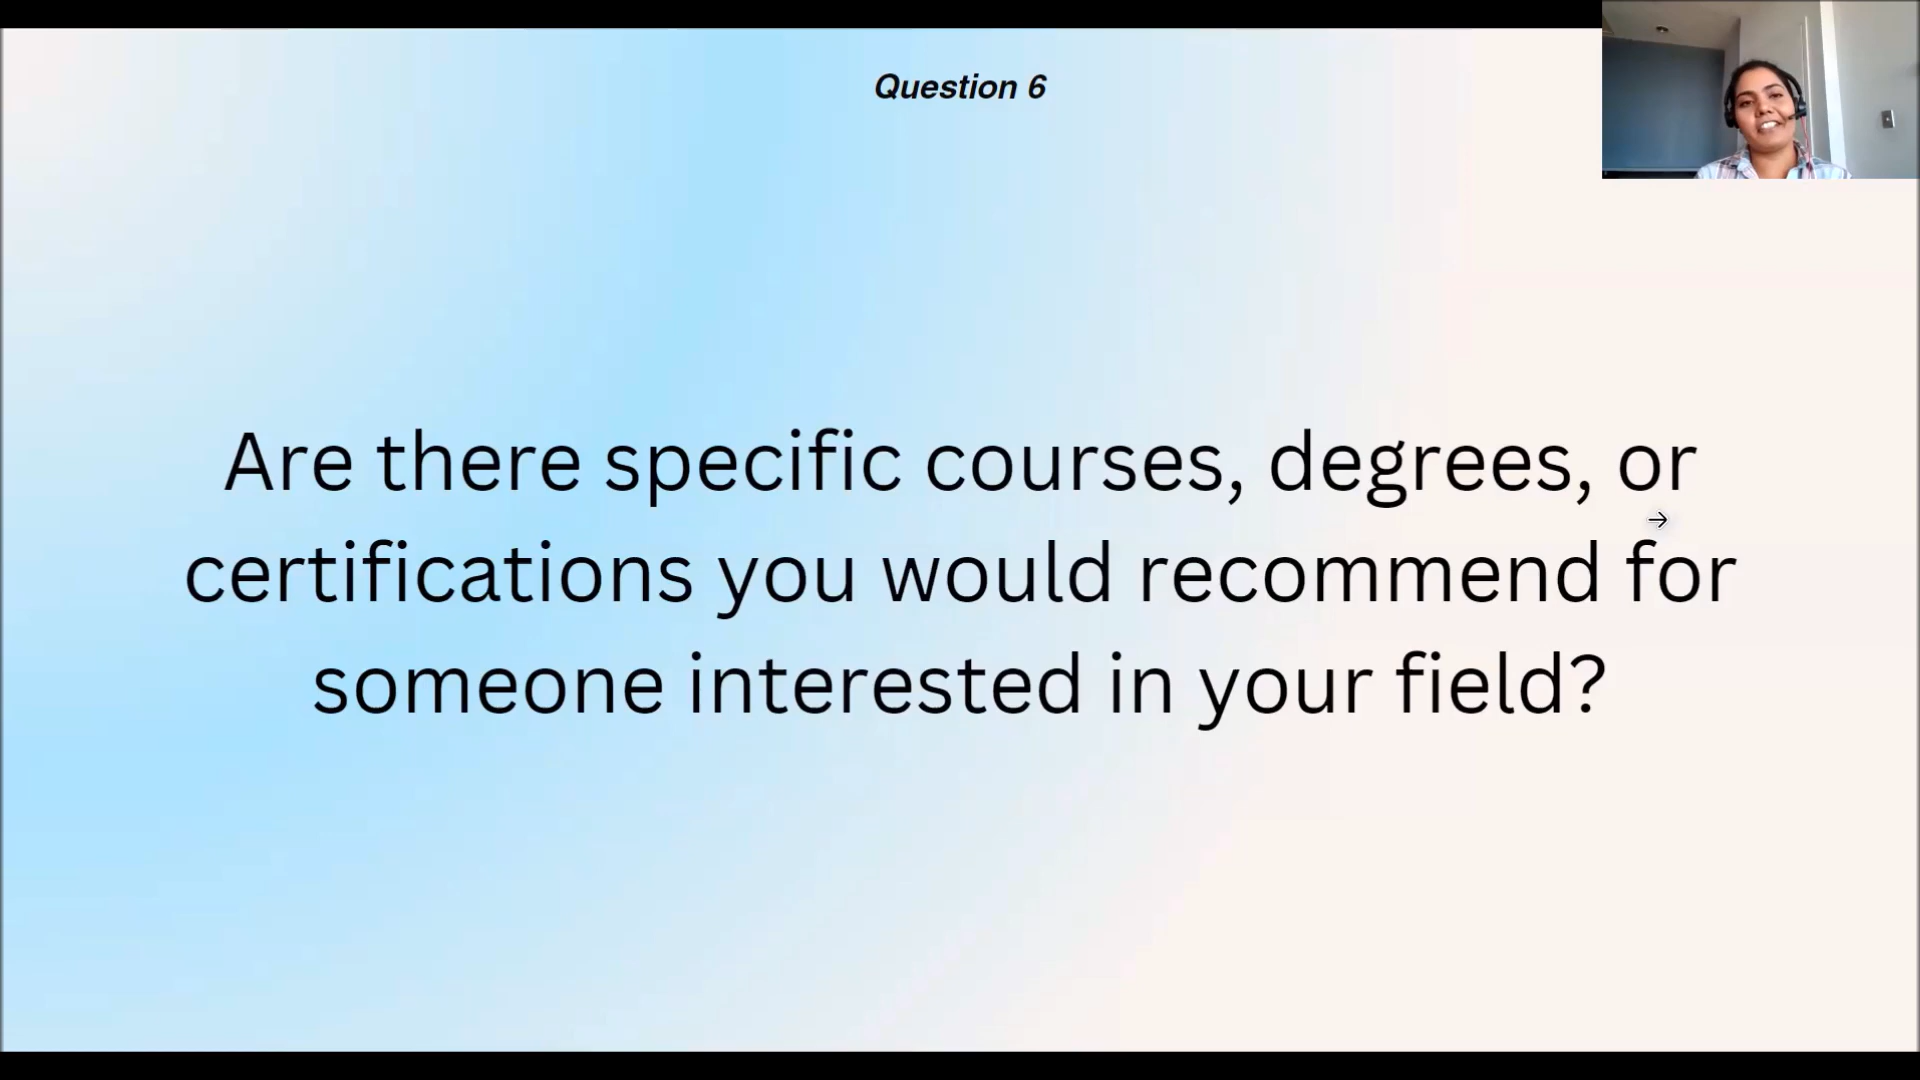 Question 6
Are there specific courses, degrees, or
certifications you would recommend for
someone interested in your field?